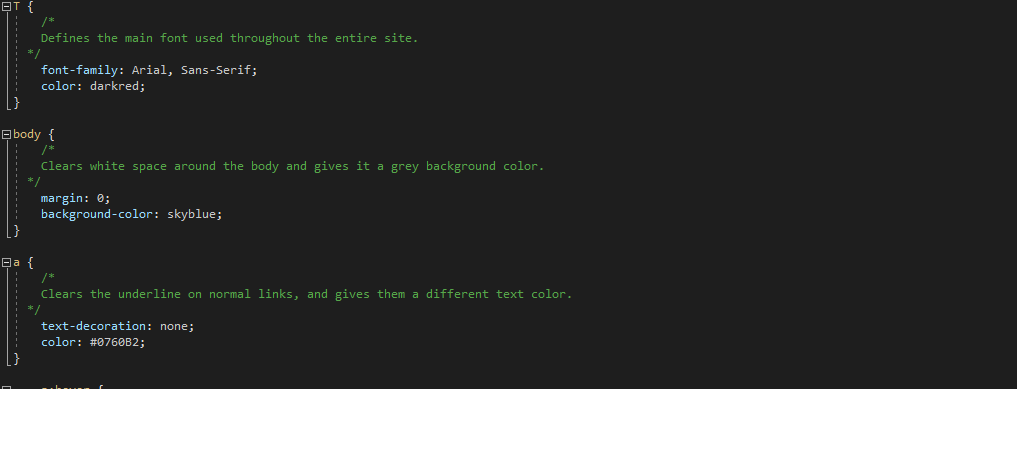 T {
/*
Defines the main font used throughout the entire site.
*/
font-family: Arial, Sans-Serif;
color: darkred;
}
body {
/*
Clears white space around the body and gives it a grey background color.
*/
margin: 0;
background-color: skyblue;
}
a {
/*
Clears the underline on normal links, and gives them a different text color.
*/
text-decoration: none;
color: #0760B2;
}
a:hover {